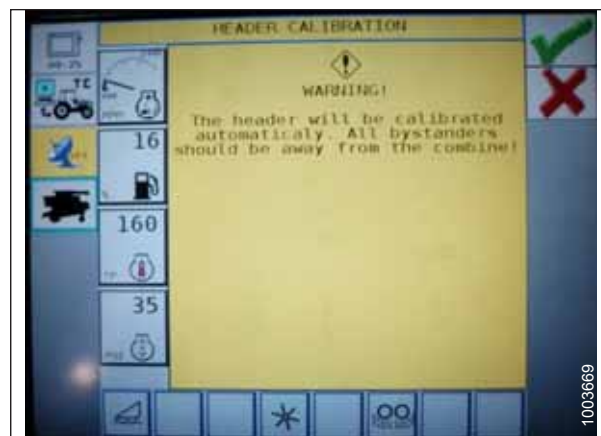 HEADER CALIBRATION
WARNING!
The header will be calibrated
automaticaly. All bystanders
should be away from the combine!
TC
16
160
35
1003669